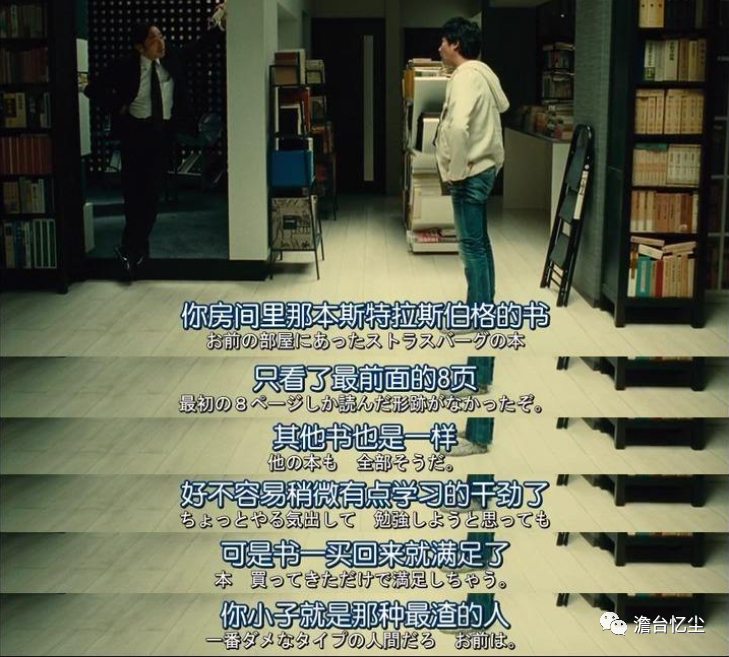 你房间里那本斯特拉斯伯格的书
お前の部屋にあったストラスバーグの本
只看了最前面的8页
最初の８ページしか読んだ形跡がなかったぞ。
其他书也是一样
他の本も　全部そうだ。
好不容易稍微有点学习的干劲了
ちょっとやる気出して　勉強しようと思っても
可是书一买回来就满足了
本　買ってきただけで満足しちゃう。
你小子就是那种最渣的人
一番ダメなタイプの人間だろ　お前は。
澹台忆尘